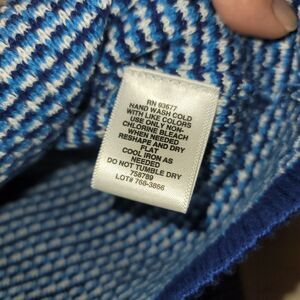 RN 93677
HAND WASH COLD
WITH LIKE COLORS
USE ONLY NON-
CHLORINE BLEACH
WHEN NEEDED
RESHAPE AND DRY
FLAT
COOL IRON AS
NEEDED
DO NOT TUMBLE DRY
758789
LOT# 758-3866